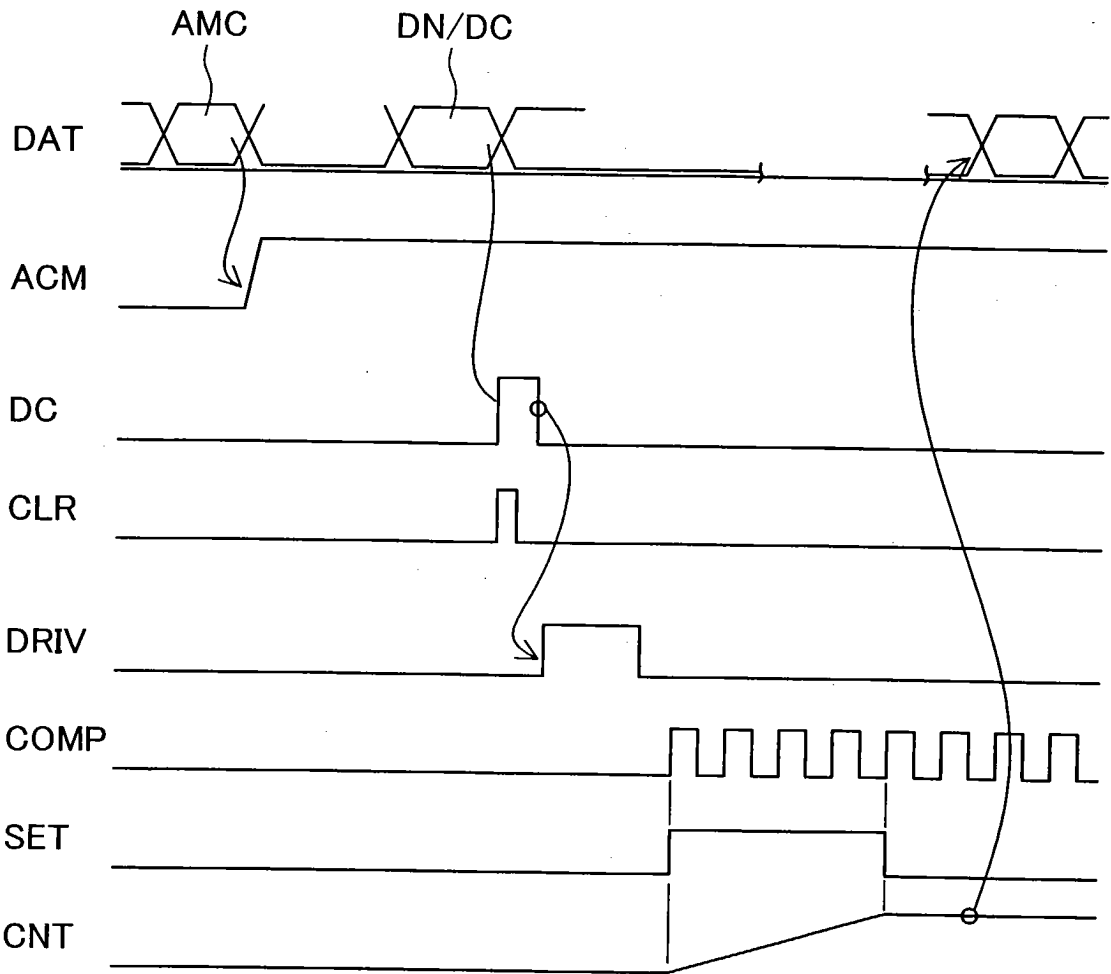 AMC
DN/DC
DAT
ACM
DC
CLR
DRIV
COMP
SET
CNT